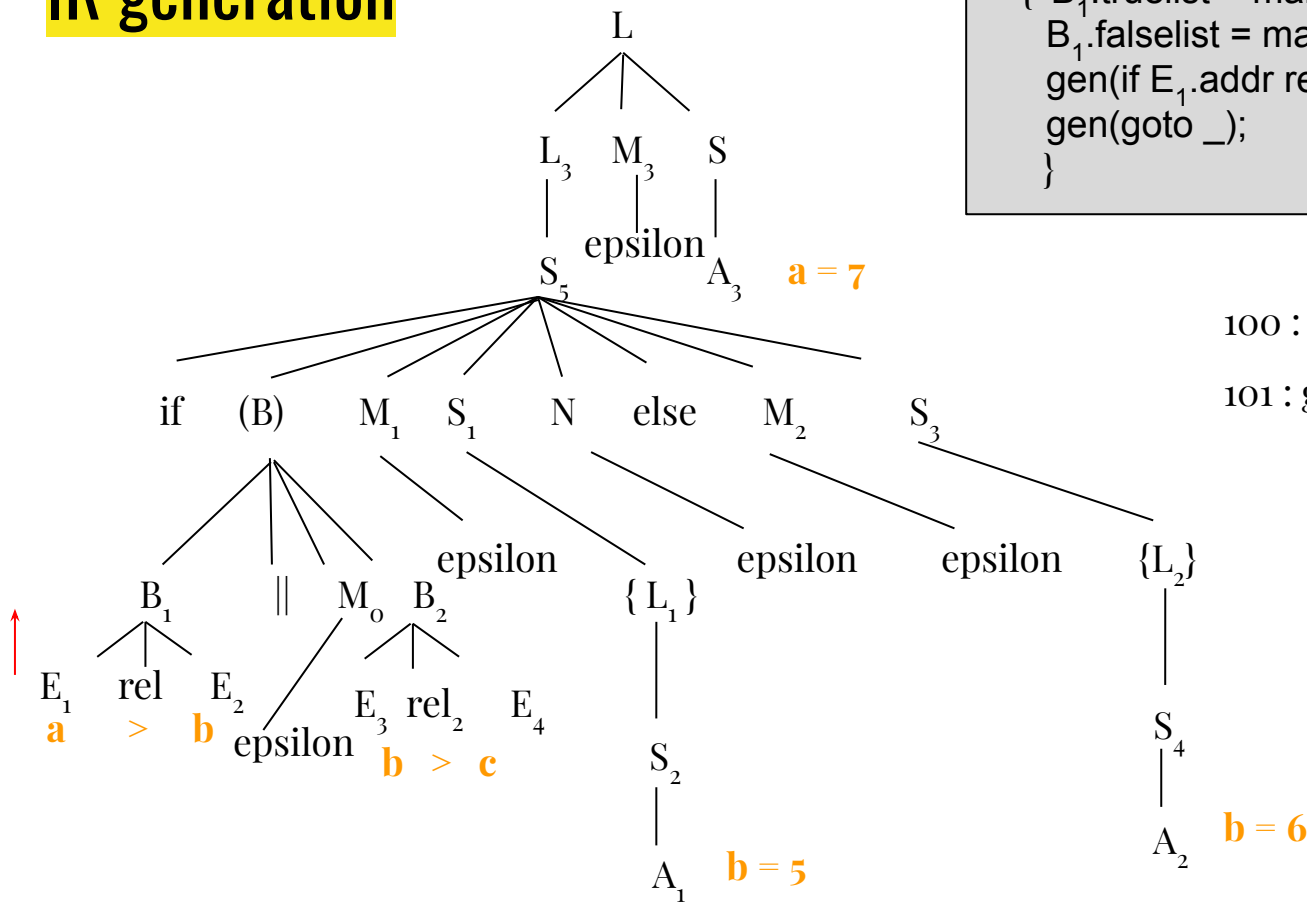 IR generation
B₁.falselist = ma
gen(if E₁.addr re
gen(goto _);
}
L
L₃ M₃ S
epsilon
S₅ A₃ a = 7
100 :
101 : g
if (B) M₁ S₁ N else M₂ S₃
epsilon epsilon epsilon {L₂}
B₁ || M₀ B₂ { L₁ }
E₁ rel E₂
E₃ rel₂ E₄
a > b epsilon
b > c
S₂ S₄
A₁ b = 5
A₂ b = 6